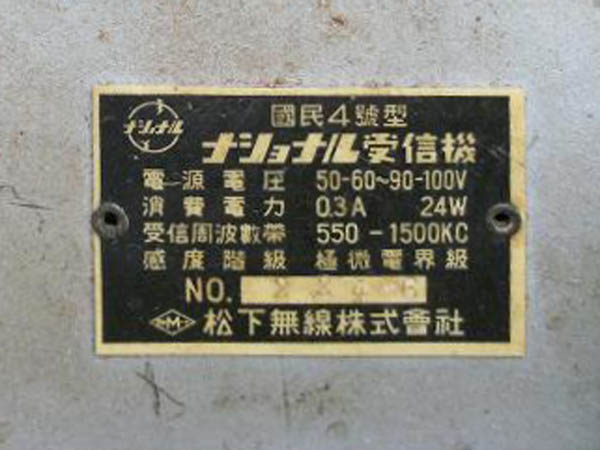 ナショナル
國民4號型
ナショナル受信機
電源電圧 50-60~90-100V
消費電力 0.3A 24W
受信周波數帶 550-1500KC
感度階級 極微電界級
NO.
M 松下無線株式會社